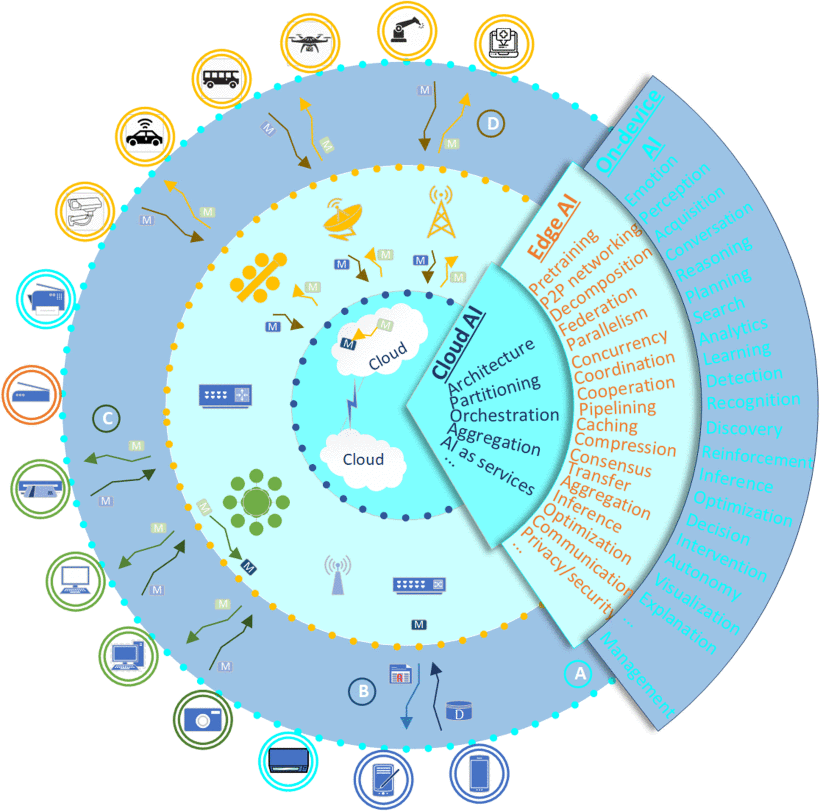 M
M
D
M
M
M
M
M
M
M
M
M
M
M
M
M
Cloud
Cloud
C
M
M
M
M
M
M
M
M
M
B
A
D
A
Cloud AI
Architecture
Partitioning
Orchestration
Aggregation
AI as services
...
Edge AI
Pretraining
P2P networking
Decomposition
Federation
Parallelism
Concurrency
Coordination
Cooperation
Pipelining
Caching
Compression
Consensus
Transfer
Aggregation
Inference
Optimization
Communication
Privacy/security
...
On-device
AI
Emotion
Perception
Acquisition
Conversation
Reasoning
Planning
Search
Analytics
Learning
Detection
Recognition
Discovery
Reinforcement
Inference
Optimization
Decision
Intervention
Autonomy
Visualization
Explanation
...
Management